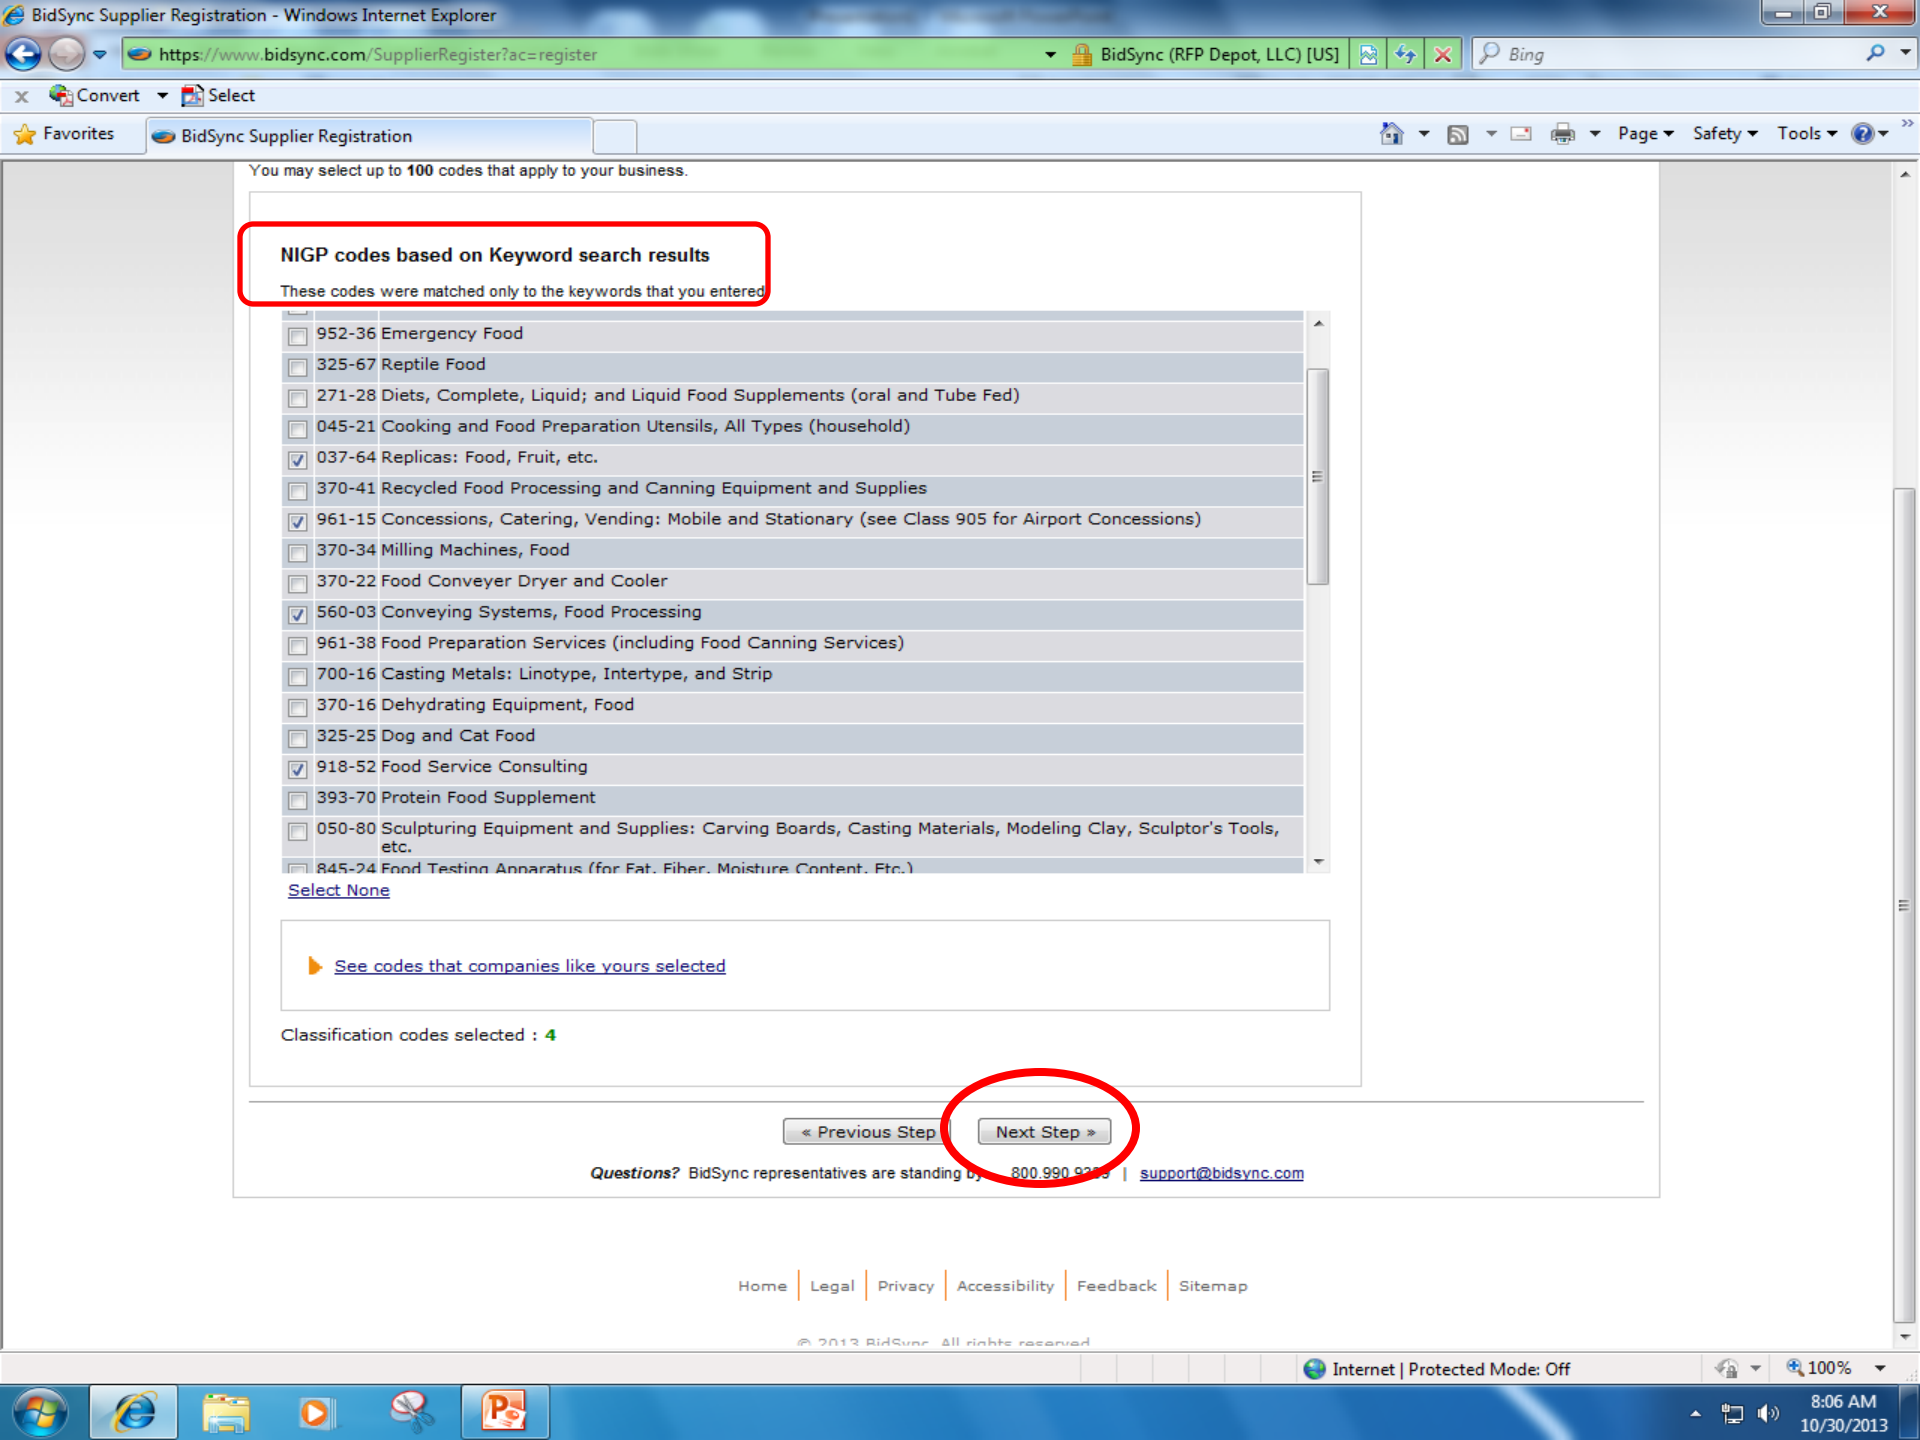 BidSync Supplier Registration - Windows Internet Explorer
https://www.bidsync.com/SupplierRegister?ac=register
BidSync (RFP Depot, LLC) [US]
Bing
x Convert Select
Favorites
BidSync Supplier Registration
Page Safety Tools
You may select up to 100 codes that apply to your business.
NIGP codes based on Keyword search results
These codes were matched only to the keywords that you entered
952-36 Emergency Food
325-67 Reptile Food
271-28 Diets, Complete, Liquid; and Liquid Food Supplements (oral and Tube Fed)
045-21 Cooking and Food Preparation Utensils, All Types (household)
037-64 Replicas: Food, Fruit, etc.
370-41 Recycled Food Processing and Canning Equipment and Supplies
961-15 Concessions, Catering, Vending: Mobile and Stationary (see Class 905 for Airport Concessions)
370-34 Milling Machines, Food
370-22 Food Conveyer Dryer and Cooler
560-03 Conveying Systems, Food Processing
961-38 Food Preparation Services (including Food Canning Services)
700-16 Casting Metals: Linotype, Intertype, and Strip
370-16 Dehydrating Equipment, Food
325-25 Dog and Cat Food
918-52 Food Service Consulting
393-70 Protein Food Supplement
050-80 Sculpturing Equipment and Supplies: Carving Boards, Casting Materials, Modeling Clay, Sculptor's Tools,
etc.
845-24 Food Testing Apparatus (for Fat, Fiber, Moisture Content, Etc.)
Select None
See codes that companies like yours selected
Classification codes selected : 4
« Previous Step
Next Step »
Questions? BidSync representatives are standing by 800.990. | support@bidsync.com
Home Legal Privacy Accessibility Feedback Sitemap
© 2013 BidSync. All rights reserved
Internet | Protected Mode: Off
100%
8:06 AM
10/30/2013